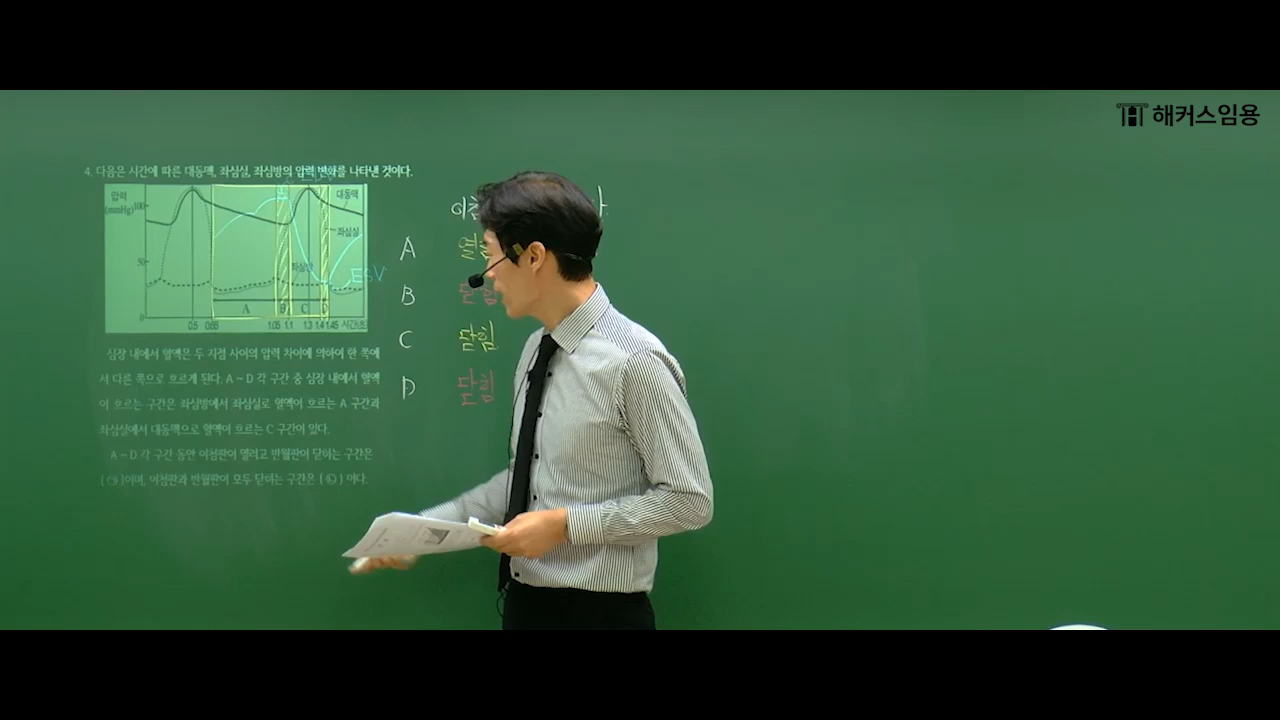 해커스임용
4. 다음은 시간에 따른 대동맥, 좌심실, 좌심방의 압력 변화를 나타낸 것이다.
압력
(mmHg)
100
대동맥
좌심실
50
좌심방
ESV
A B C
0
0.5 0.66 1.05 1.1 1.3 1.4 1.45 시간(초)
심장 내에서 혈액은 두 지점 사이의 압력 차이에 의하여 한 쪽에
서 다른 쪽으로 흐르게 된다. A ~ D 각 구간 중 심장 내에서 혈액
이 흐르는 구간은 좌심방에서 좌심실로 혈액이 흐르는 A 구간과
좌심실에서 대동맥으로 혈액이 흐르는 C 구간이 있다.
A ~ D 각 구간 동안 이첨판이 열리고 반월판이 닫히는 구간은
( ㉠ )이며, 이첨판과 반월판이 모두 닫히는 구간은 ( ㉡ ) 이다.
A
B 닫힘
C 닫힘
D 닫힘